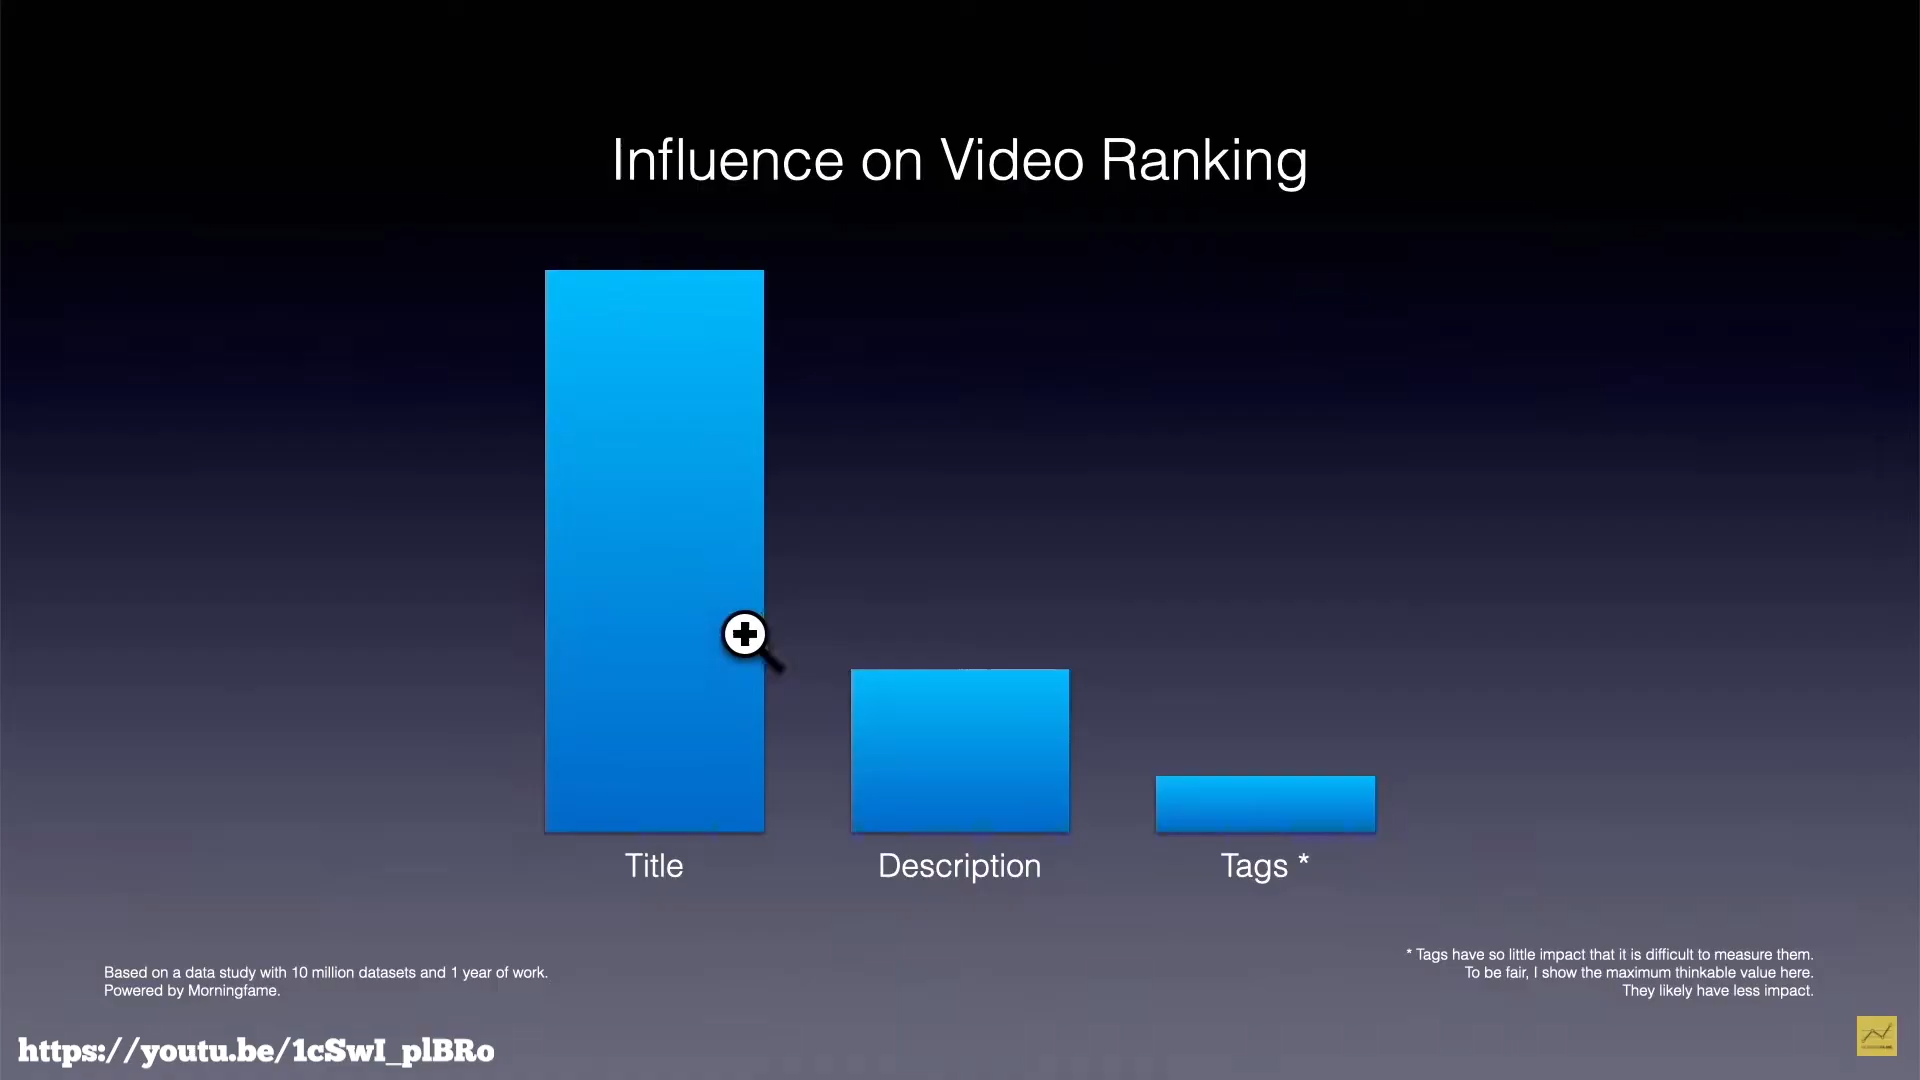 Influence on Video Ranking
Title
Description
Tags *
Based on a data study with 10 million datasets and 1 year of work.
Powered by Morningfame.
* Tags have so little impact that it is difficult to measure them.
To be fair, I show the maximum thinkable value here.
They likely have less impact.
https://youtu.be/1cSwI_plBRo